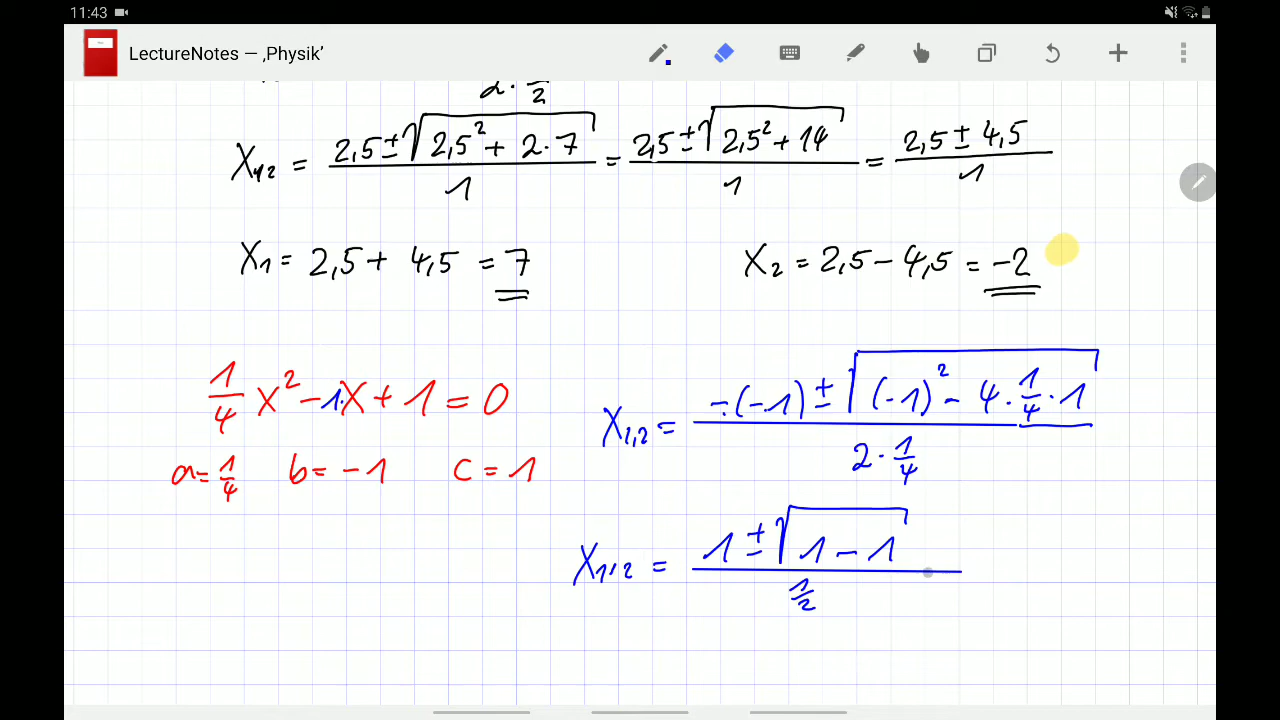 11:43
LectureNotes — ‚Physik‘
2 · 1/2
X₁,₂ = (2,5 ± √(2,5² + 2 · 7))/1 = (2,5 ± √(2,5² + 14))/1 = (2,5 ± 4,5)/1
X₁ = 2,5 + 4,5 = 7
X₂ = 2,5 − 4,5 = −2
1/4 X² − 1·X + 1 = 0
a = 1/4 b = −1 c = 1
X₁,₂ = (−(−1) ± √((−1)² − 4 · 1/4 · 1))/(2 · 1/4)
X₁,₂ = (1 ± √(1 − 1))/(1/2)